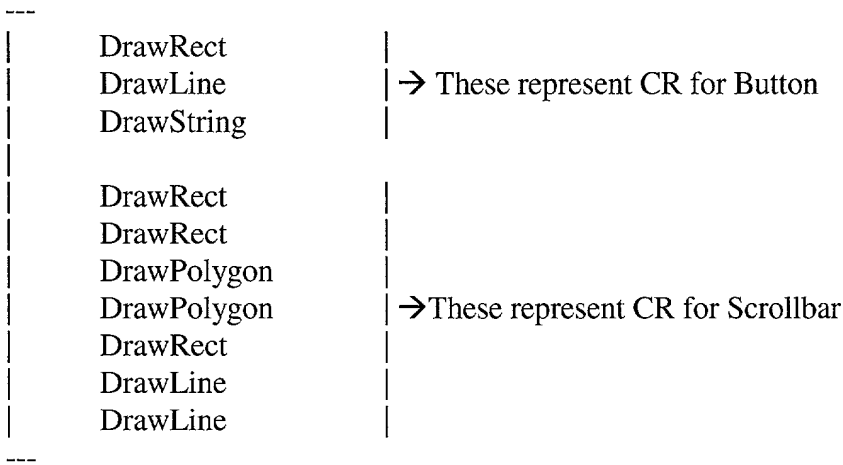 ---
| DrawRect |
| DrawLine | → These represent CR for Button
| DrawString |
|
| DrawRect |
| DrawRect |
| DrawPolygon |
| DrawPolygon | →These represent CR for Scrollbar
| DrawRect |
| DrawLine |
| DrawLine |
---